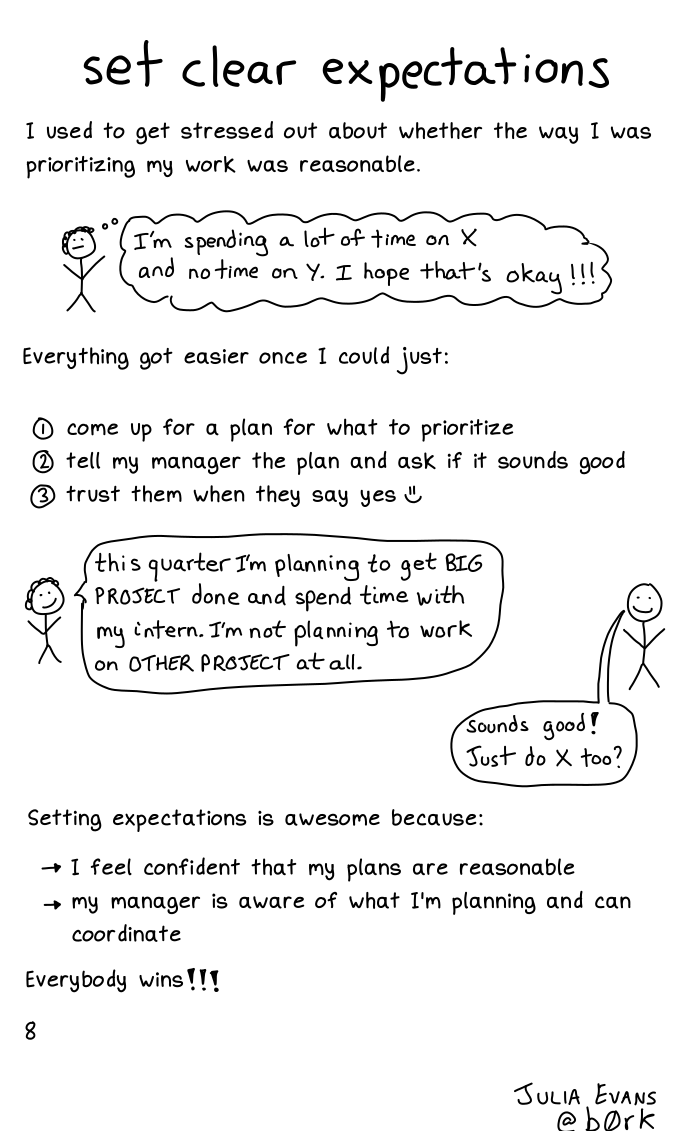 set clear expectations
I used to get stressed out about whether the way I was
prioritizing my work was reasonable.
I'm spending a lot of time on X
and no time on Y. I hope that's okay !!!
Everything got easier once I could just:
① come up for a plan for what to prioritize
② tell my manager the plan and ask if it sounds good
③ trust them when they say yes
this quarter I'm planning to get BIG
PROJECT done and spend time with
my intern. I'm not planning to work
on OTHER PROJECT at all.
Sounds good!
Just do X too?
Setting expectations is awesome because:
→ I feel confident that my plans are reasonable
→ my manager is aware of what I'm planning and can
coordinate
Everybody wins!!!
8
JULIA EVANS
@b0rk